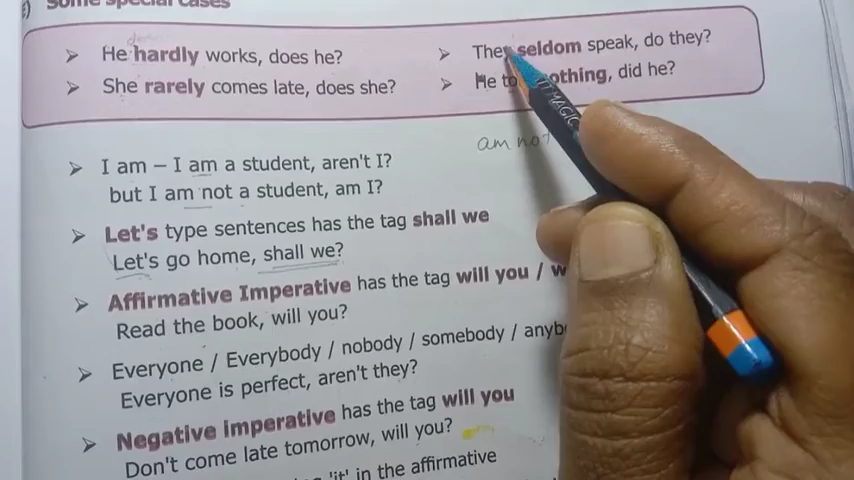 some special cases
He hardly works, does he?
They seldom speak, do they?
She rarely comes late, does she?
He to nothing, did he?
am not
I am – I am a student, aren't I?
but I am not a student, am I?
Let's type sentences has the tag shall we
Let's go home, shall we?
Affirmative Imperative has the tag will you / w
Read the book, will you?
Everyone / Everybody / nobody / somebody / anyb
Everyone is perfect, aren't they?
Negative imperative has the tag will you
Don't come late tomorrow, will you?
'it' in the affirmative